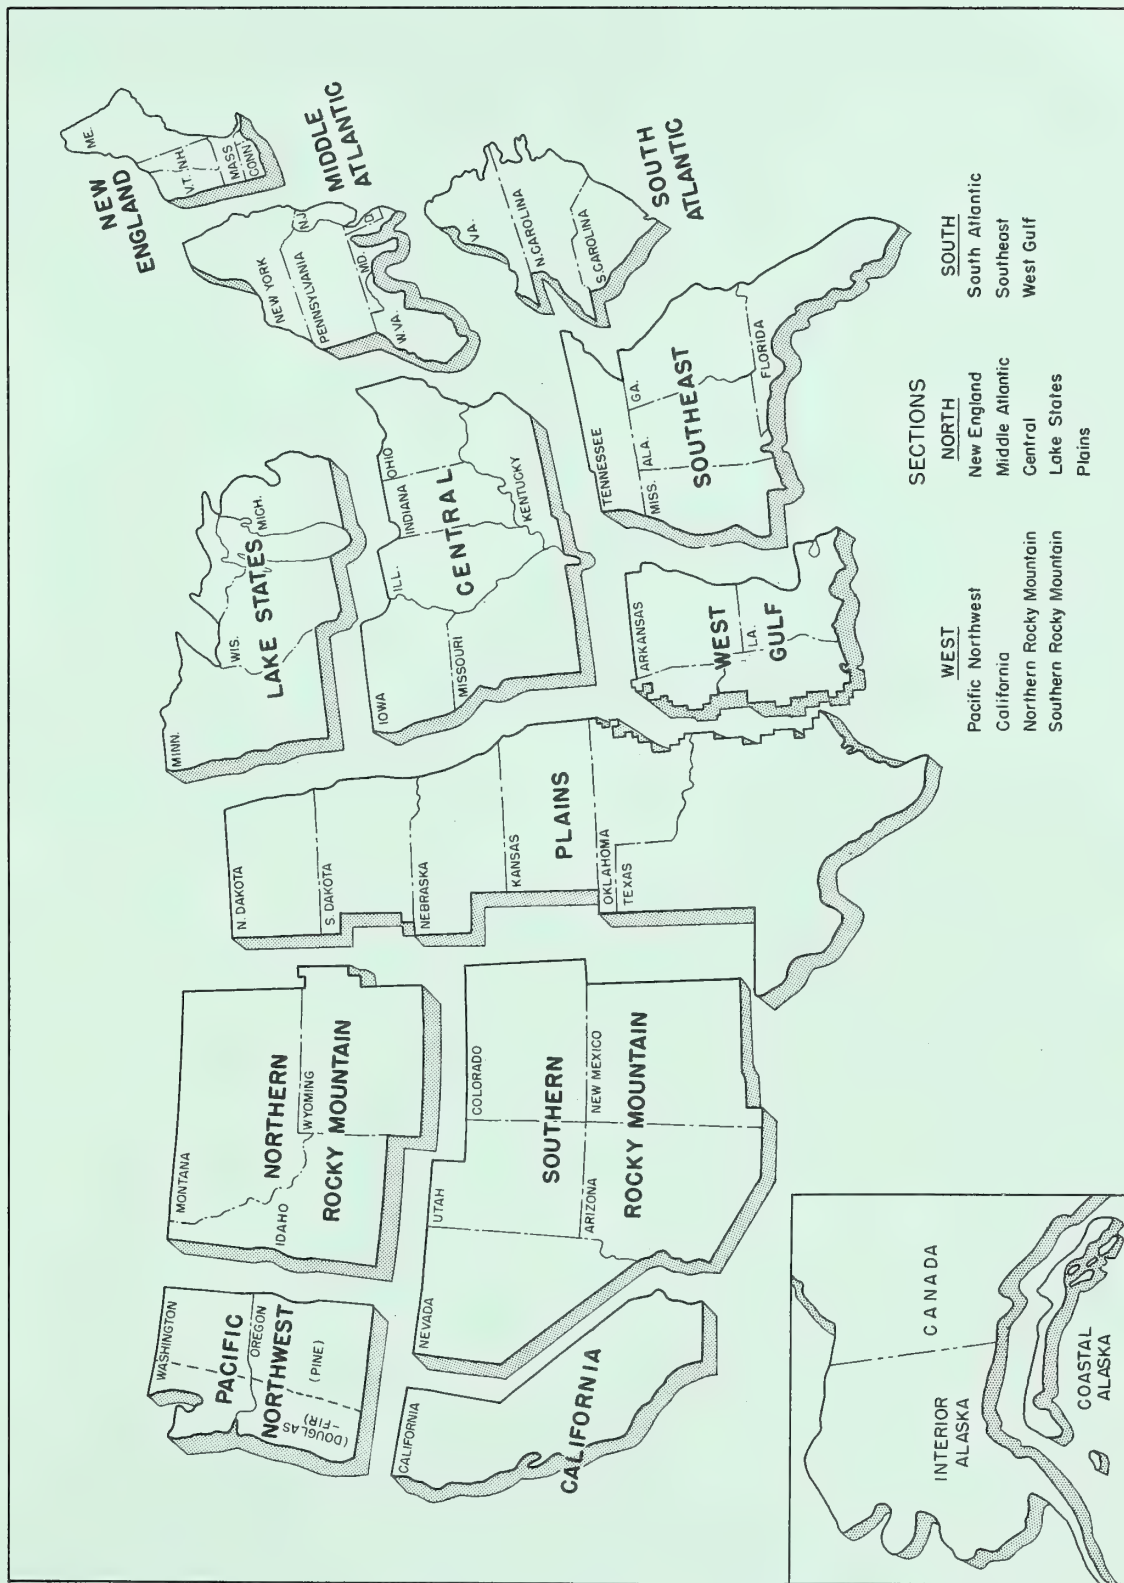 NEW
ENGLAND
ME.
V.T.
N.H.
MASS
CONN
MIDDLE
ATLANTIC
NEW YORK
PENNSYLVANIA
NJ
MD.
D
W.VA.
SOUTH
ATLANTIC
VA.
N. CAROLINA
S. CAROLINA
LAKE STATES
MINN.
WIS.
MICH.
CENTRAL
OHIO
INDIANA
ILL.
KENTUCKY
IOWA
MISSOURI
SOUTHEAST
TENNESSEE
MISS.
ALA.
GA.
FLORIDA
WEST
GULF
ARKANSAS
LA.
PLAINS
N. DAKOTA
S. DAKOTA
NEBRASKA
KANSAS
OKLAHOMA
TEXAS
NORTHERN
ROCKY MOUNTAIN
MONTANA
IDAHO
WYOMING
SOUTHERN
ROCKY MOUNTAIN
NEVADA
UTAH
COLORADO
ARIZONA
NEW MEXICO
PACIFIC
NORTHWEST
WASHINGTON
OREGON
(PINE)
(DOUGLAS
-FIR)
CALIFORNIA
CALIFORNIA
INTERIOR
ALASKA
CANADA
COASTAL
ALASKA
SECTIONS
WEST
Pacific Northwest
California
Northern Rocky Mountain
Southern Rocky Mountain
NORTH
New England
Middle Atlantic
Central
Lake States
Plains
SOUTH
South Atlantic
Southeast
West Gulf